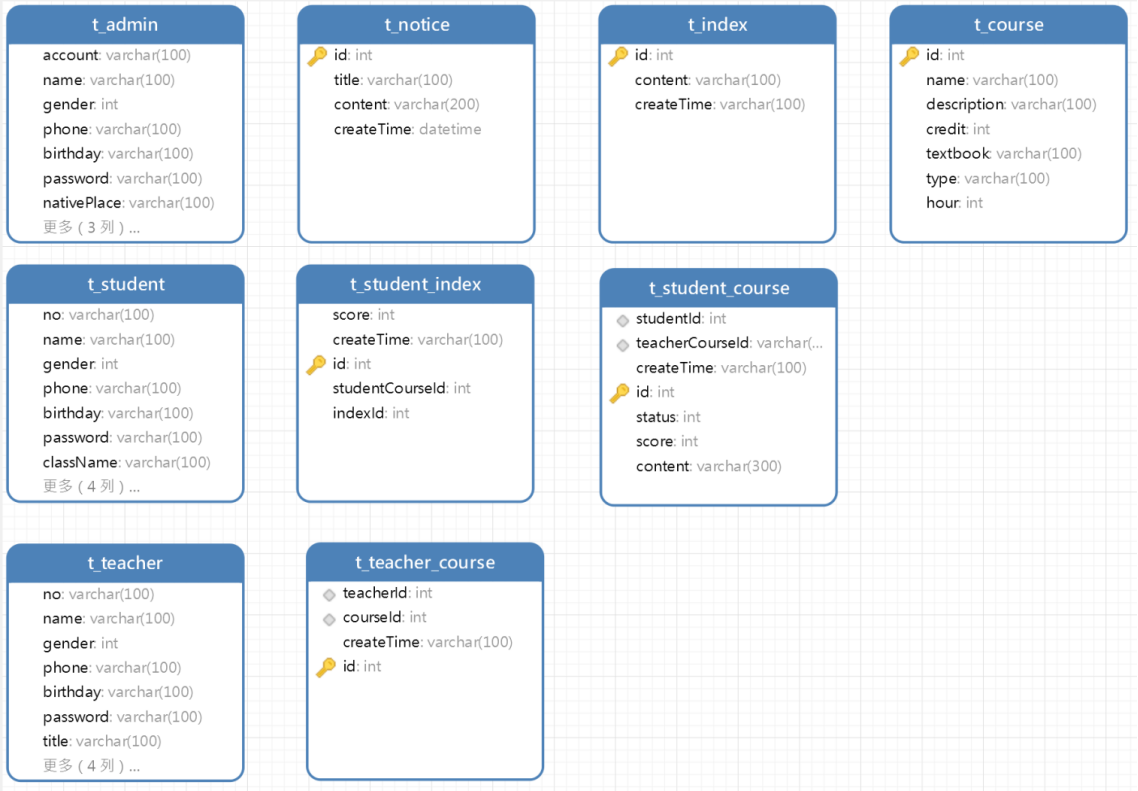 t_admin
account: varchar(100)
name: varchar(100)
gender: int
phone: varchar(100)
birthday: varchar(100)
password: varchar(100)
nativePlace: varchar(100)
更多 ( 3 列 ) ...
t_notice
id: int
title: varchar(100)
content: varchar(200)
createTime: datetime
t_index
id: int
content: varchar(100)
createTime: varchar(100)
t_course
id: int
name: varchar(100)
description: varchar(100)
credit: int
textbook: varchar(100)
type: varchar(100)
hour: int
t_student
no: varchar(100)
name: varchar(100)
gender: int
phone: varchar(100)
birthday: varchar(100)
password: varchar(100)
className: varchar(100)
更多 ( 4 列 ) ...
t_student_index
score: int
createTime: varchar(100)
id: int
studentCourseId: int
indexId: int
t_student_course
studentId: int
teacherCourseId: varchar(...
createTime: varchar(100)
id: int
status: int
score: int
content: varchar(300)
t_teacher
no: varchar(100)
name: varchar(100)
gender: int
phone: varchar(100)
birthday: varchar(100)
password: varchar(100)
title: varchar(100)
更多 ( 4 列 ) ...
t_teacher_course
teacherId: int
courseId: int
createTime: varchar(100)
id: int